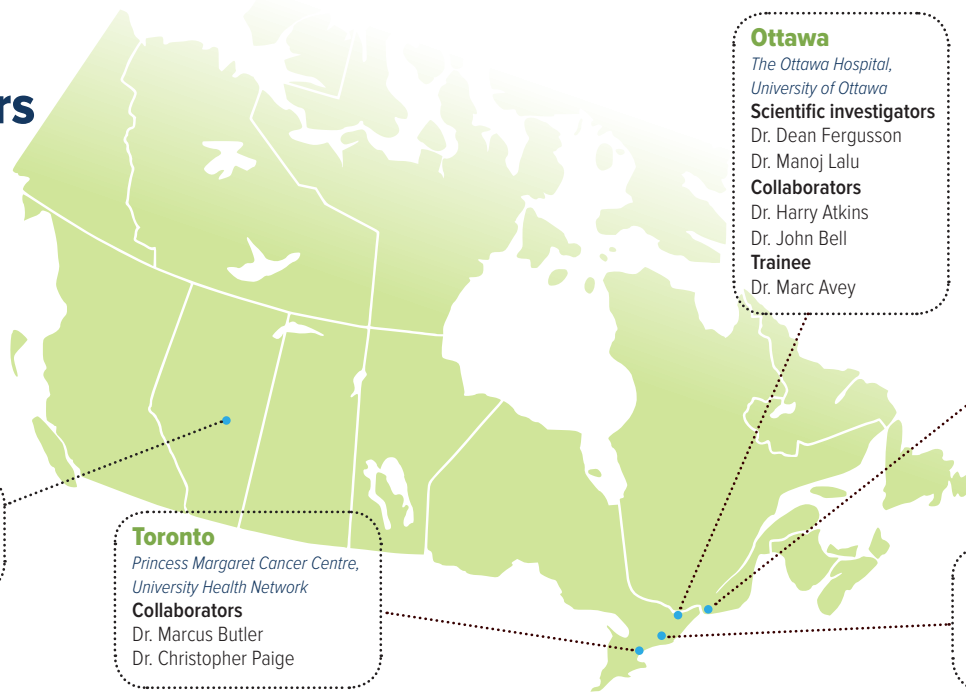 rs
Ottawa
The Ottawa Hospital,
University of Ottawa
Scientific investigators
Dr. Dean Fergusson
Dr. Manoj Lalu
Collaborators
Dr. Harry Atkins
Dr. John Bell
Trainee
Dr. Marc Avey
Toronto
Princess Margaret Cancer Centre,
University Health Network
Collaborators
Dr. Marcus Butler
Dr. Christopher Paige